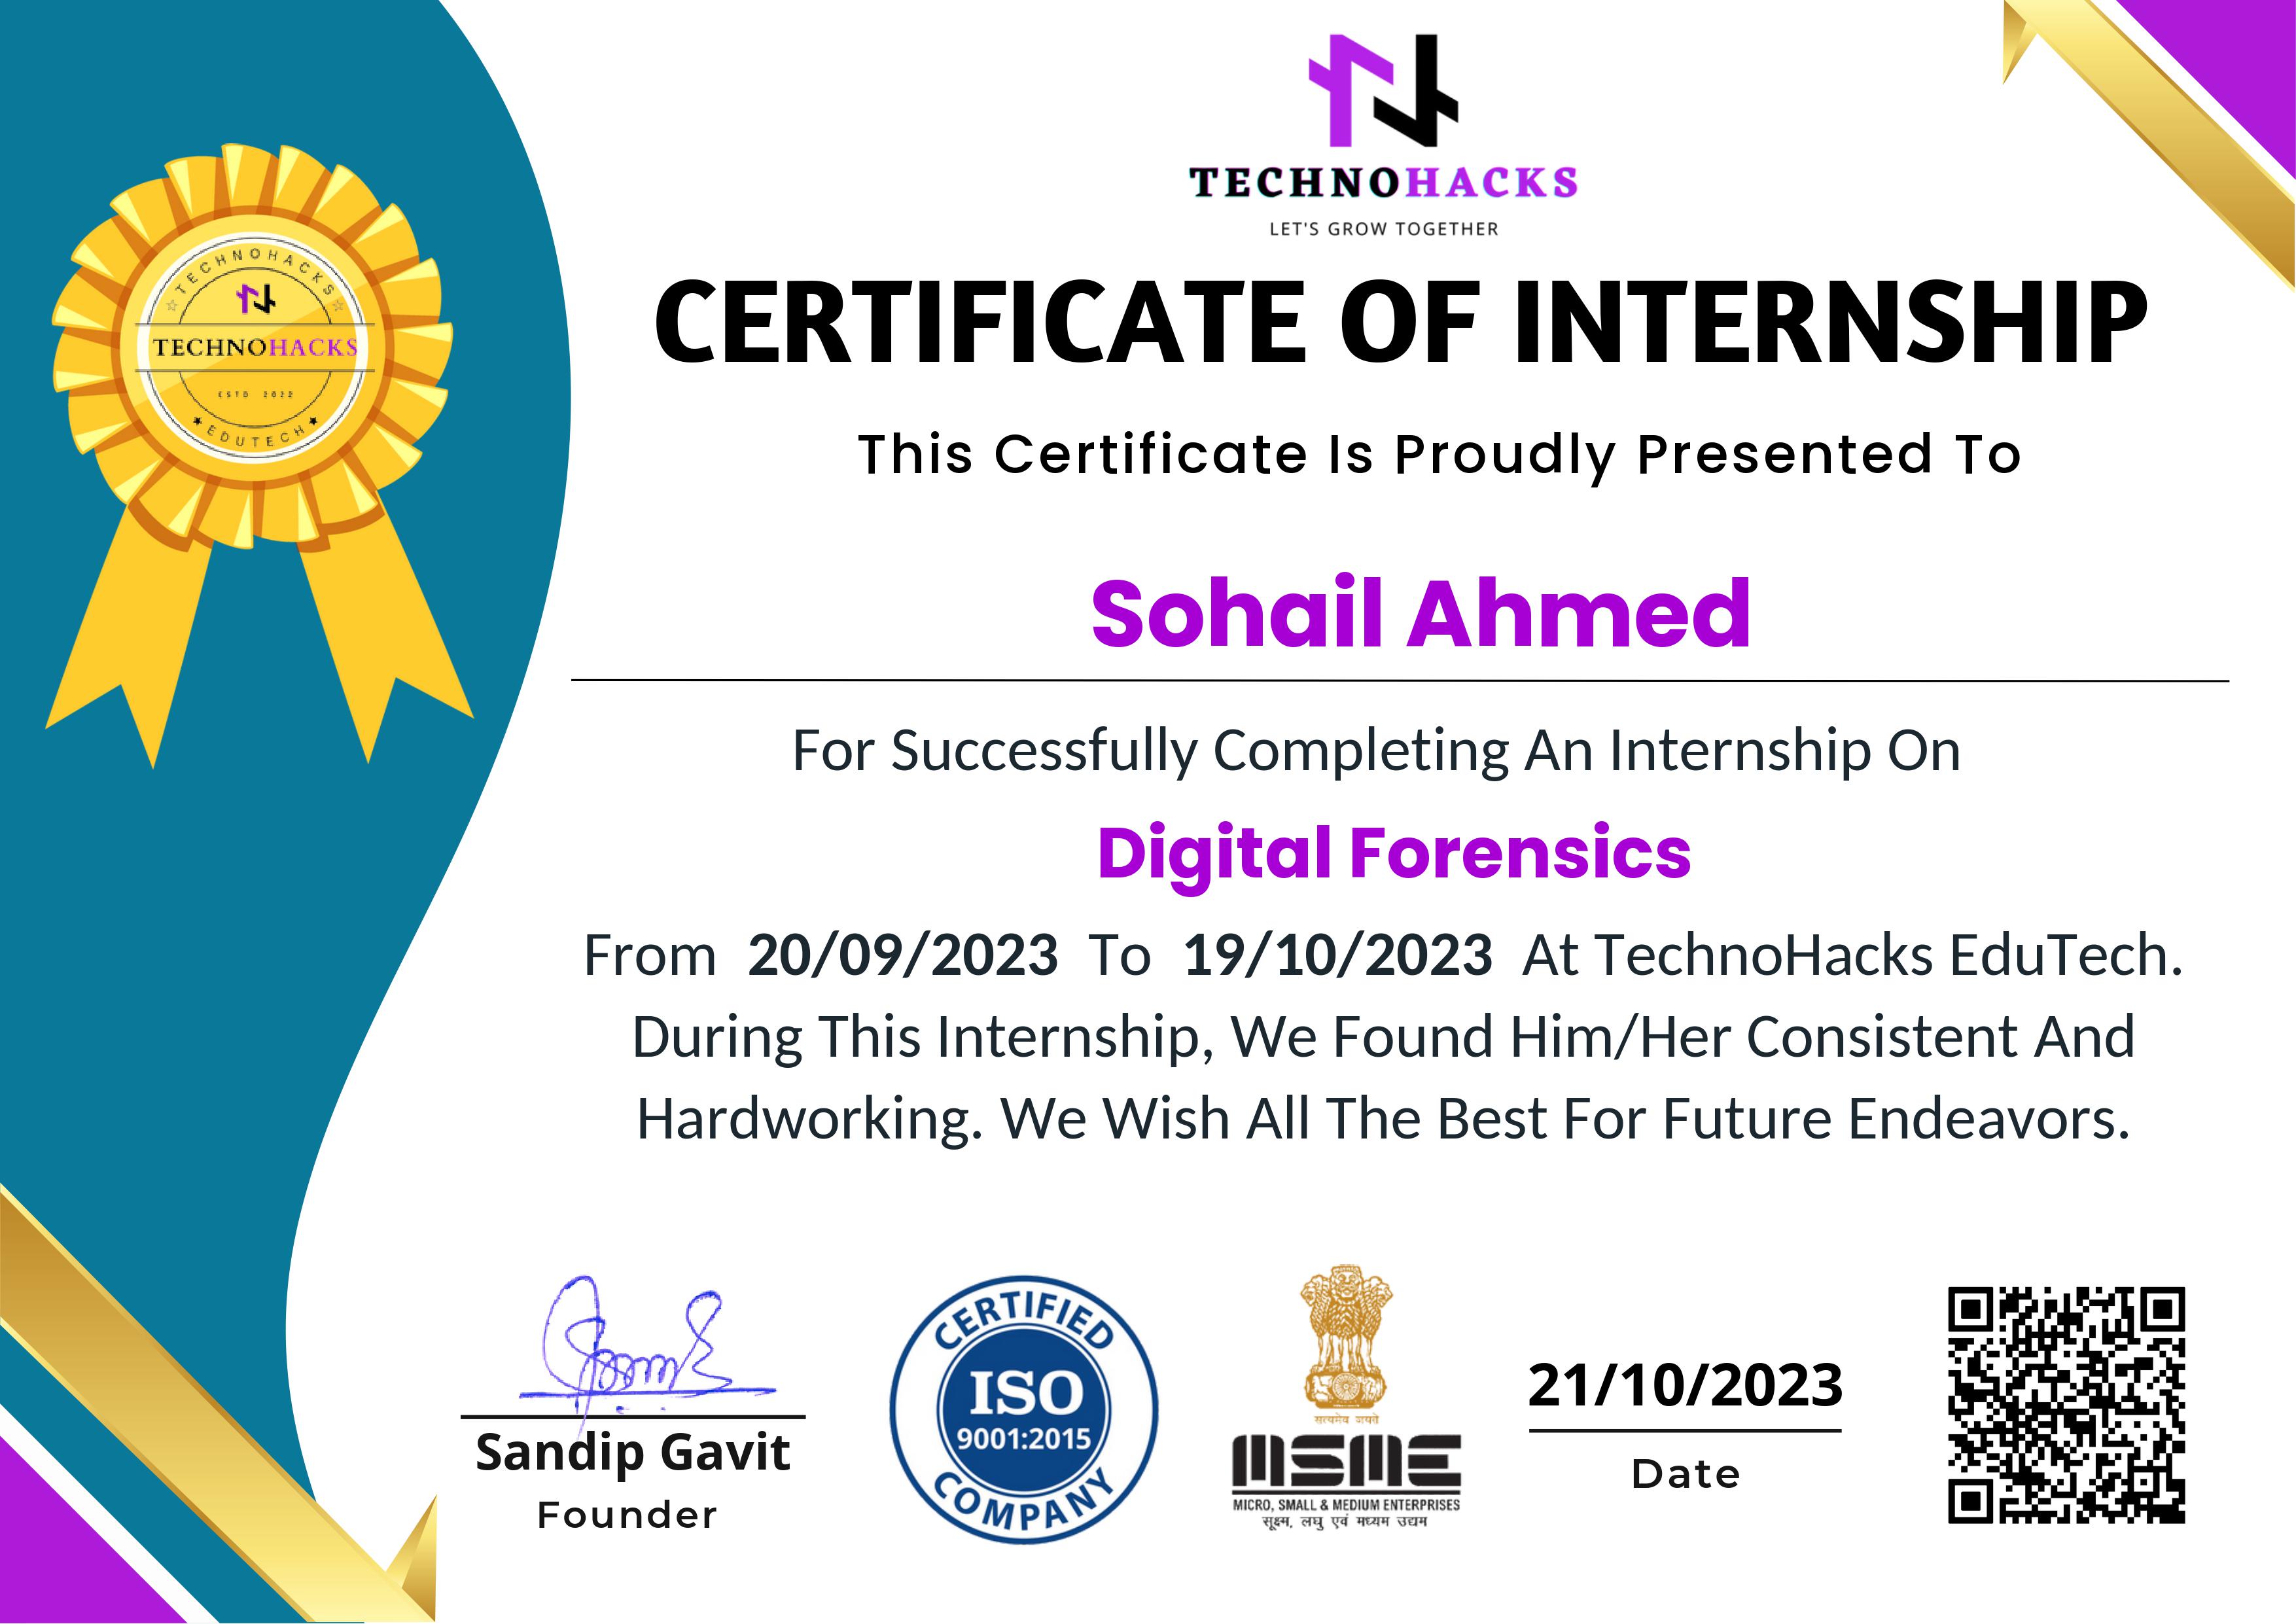 TECHNOHACKS
LET'S GROW TOGETHER
CERTIFICATE OF INTERNSHIP
This Certificate Is Proudly Presented To
Sohail Ahmed
For Successfully Completing An Internship On
Digital Forensics
From 20/09/2023 To 19/10/2023 At TechnoHacks EduTech.
During This Internship, We Found Him/Her Consistent And
Hardworking. We Wish All The Best For Future Endeavors.
TECHNOHACKS
TECHNOHACKS
ESTD 2022
EDUTECH
Sandip Gavit
Founder
CERTIFIED
ISO
9001:2015
COMPANY
सत्यमेव जयते
MSME
MICRO, SMALL & MEDIUM ENTERPRISES
सूक्ष्म, लघु एवं मध्यम उद्यम
21/10/2023
Date